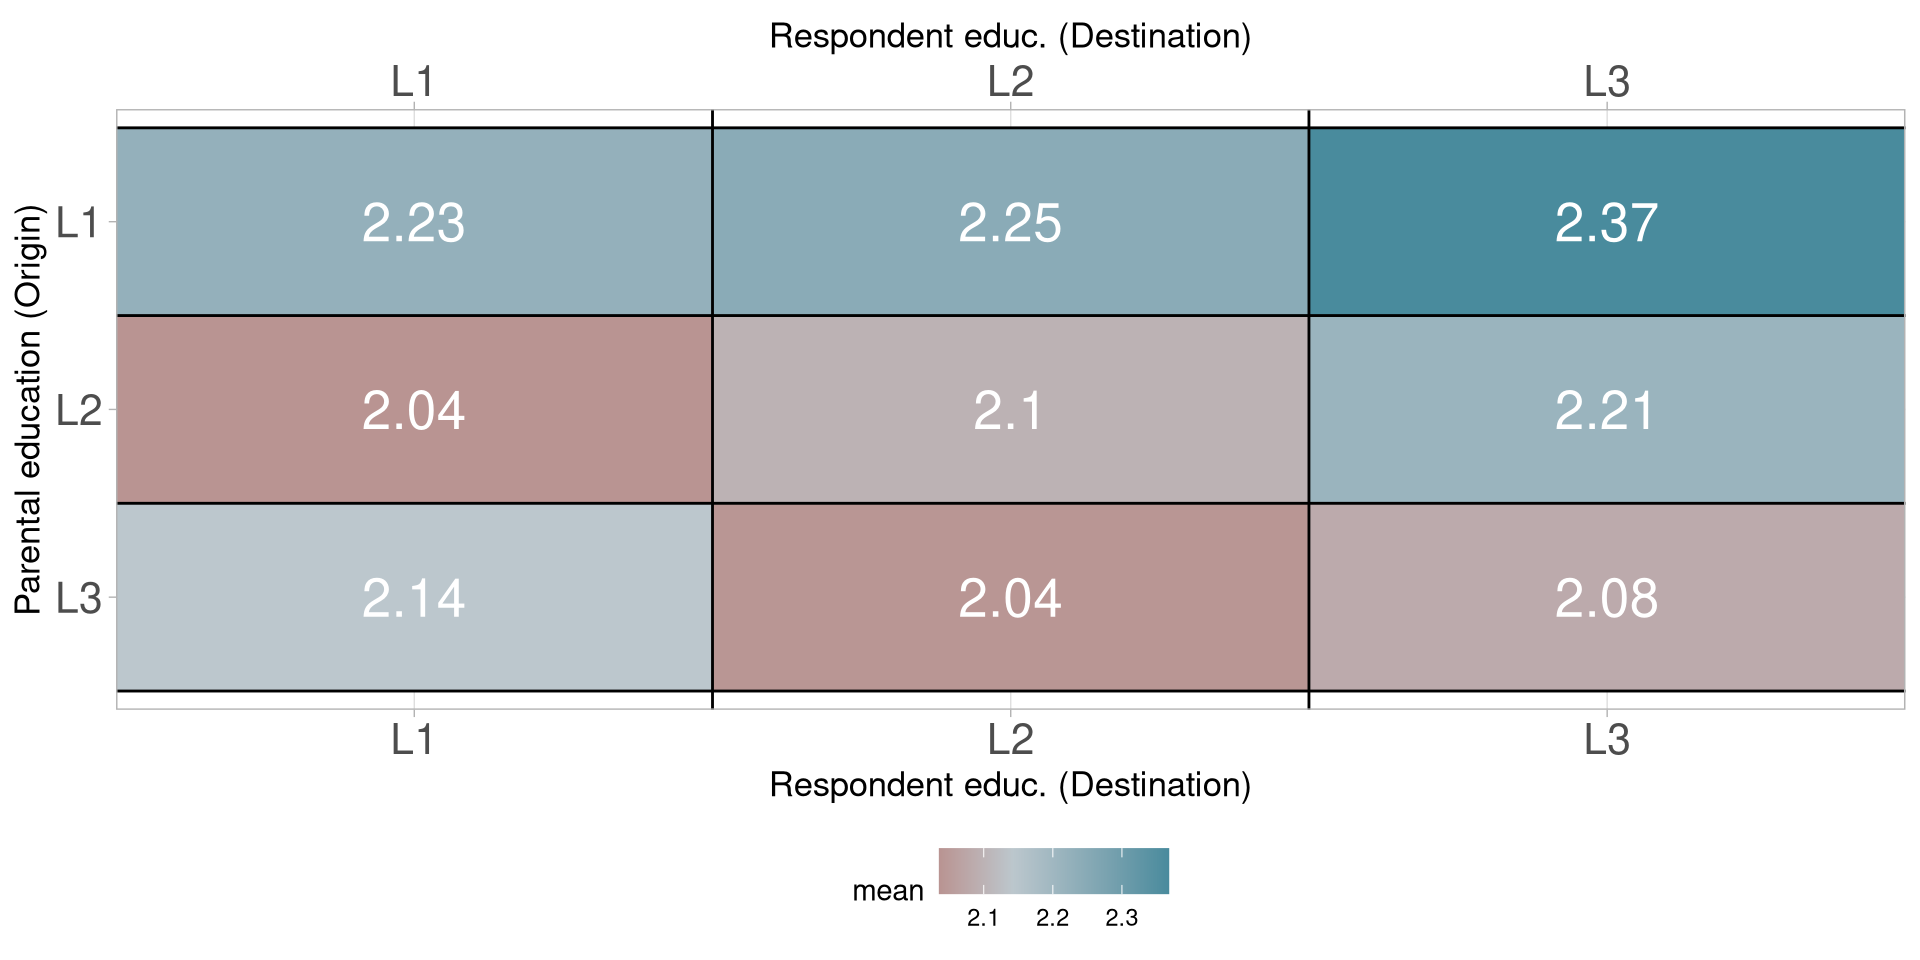 Respondent educ. (Destination)
L1 L2 L3
Parental education (Origin)
L1 2.23 2.25 2.37
L2 2.04 2.1 2.21
L3 2.14 2.04 2.08
L1 L2 L3
Respondent educ. (Destination)
mean
2.1 2.2 2.3